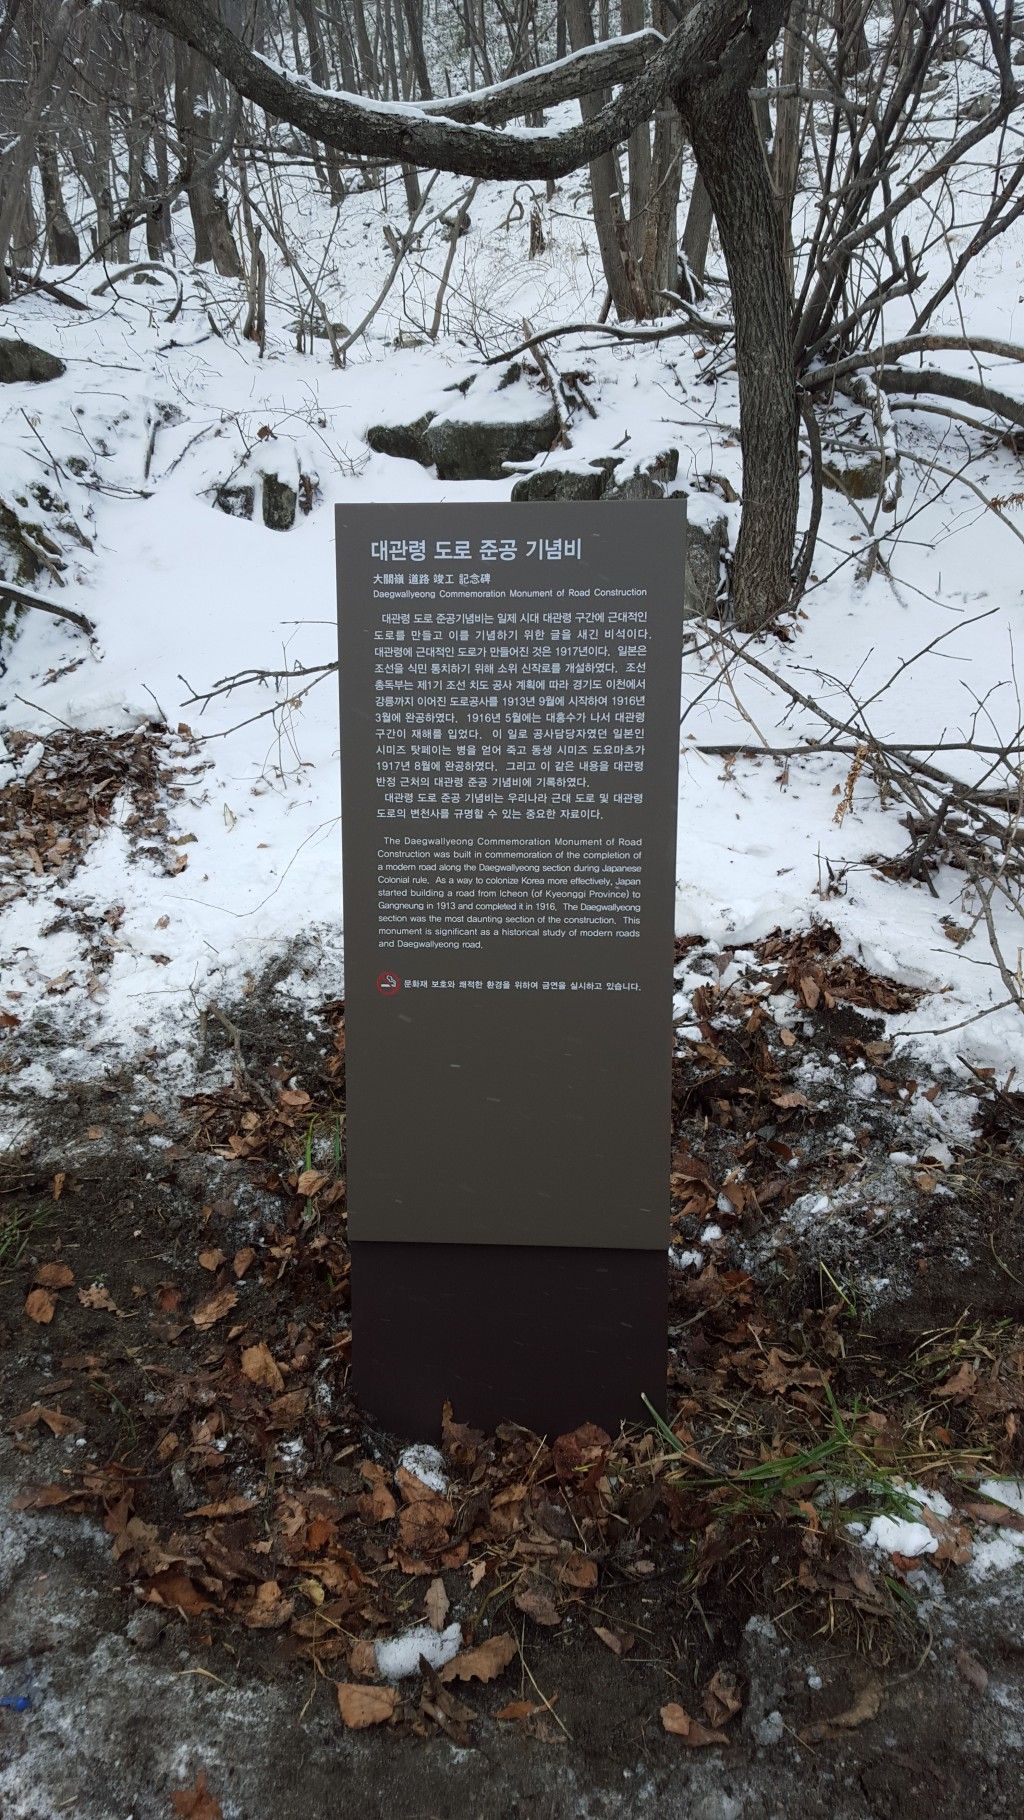 대관령 도로 준공 기념비
大關嶺 道路 竣工 記念碑
Daegwallyeong Commemoration Monument of Road Construction
대관령 도로 준공기념비는 일제 시대 대관령 구간에 근대적인
도로를 만들고 이를 기념하기 위한 글을 새긴 비석이다.
대관령에 근대적인 도로가 만들어진 것은 1917년이다. 일본은
조선을 식민 통치하기 위해 소위 신작로를 개설하였다. 조선
총독부는 제1기 조선 치도 공사 계획에 따라 경기도 이천에서
강릉까지 이어진 도로공사를 1913년 9월에 시작하여 1916년
3월에 완공하였다. 1916년 5월에는 대홍수가 나서 대관령
구간이 재해를 입었다. 이 일로 공사담당자였던 일본인
시미즈 탓페이는 병을 얻어 죽고 동생 시미즈 도요마츠가
1917년 8월에 완공하였다. 그리고 이 같은 내용을 대관령
반정 근처의 대관령 준공 기념비에 기록하였다.
대관령 도로 준공 기념비는 우리나라 근대 도로 및 대관령
도로의 변천사를 규명할 수 있는 중요한 자료이다.
The Daegwallyeong Commemoration Monument of Road
Construction was built in commemoration of the completion of
a modern road along the Daegwallyeong section during Japanese
Colonial rule. As a way to colonize Korea more effectively, Japan
started building a road from Icheon (of Kyeonggi Province) to
Gangneung in 1913 and completed it in 1916. The Daegwallyeong
section was the most daunting section of the construction. This
monument is significant as a historical study of modern roads
and Daegwallyeong road.
문화재 보호와 쾌적한 환경을 위하여 금연을 실시하고 있습니다.